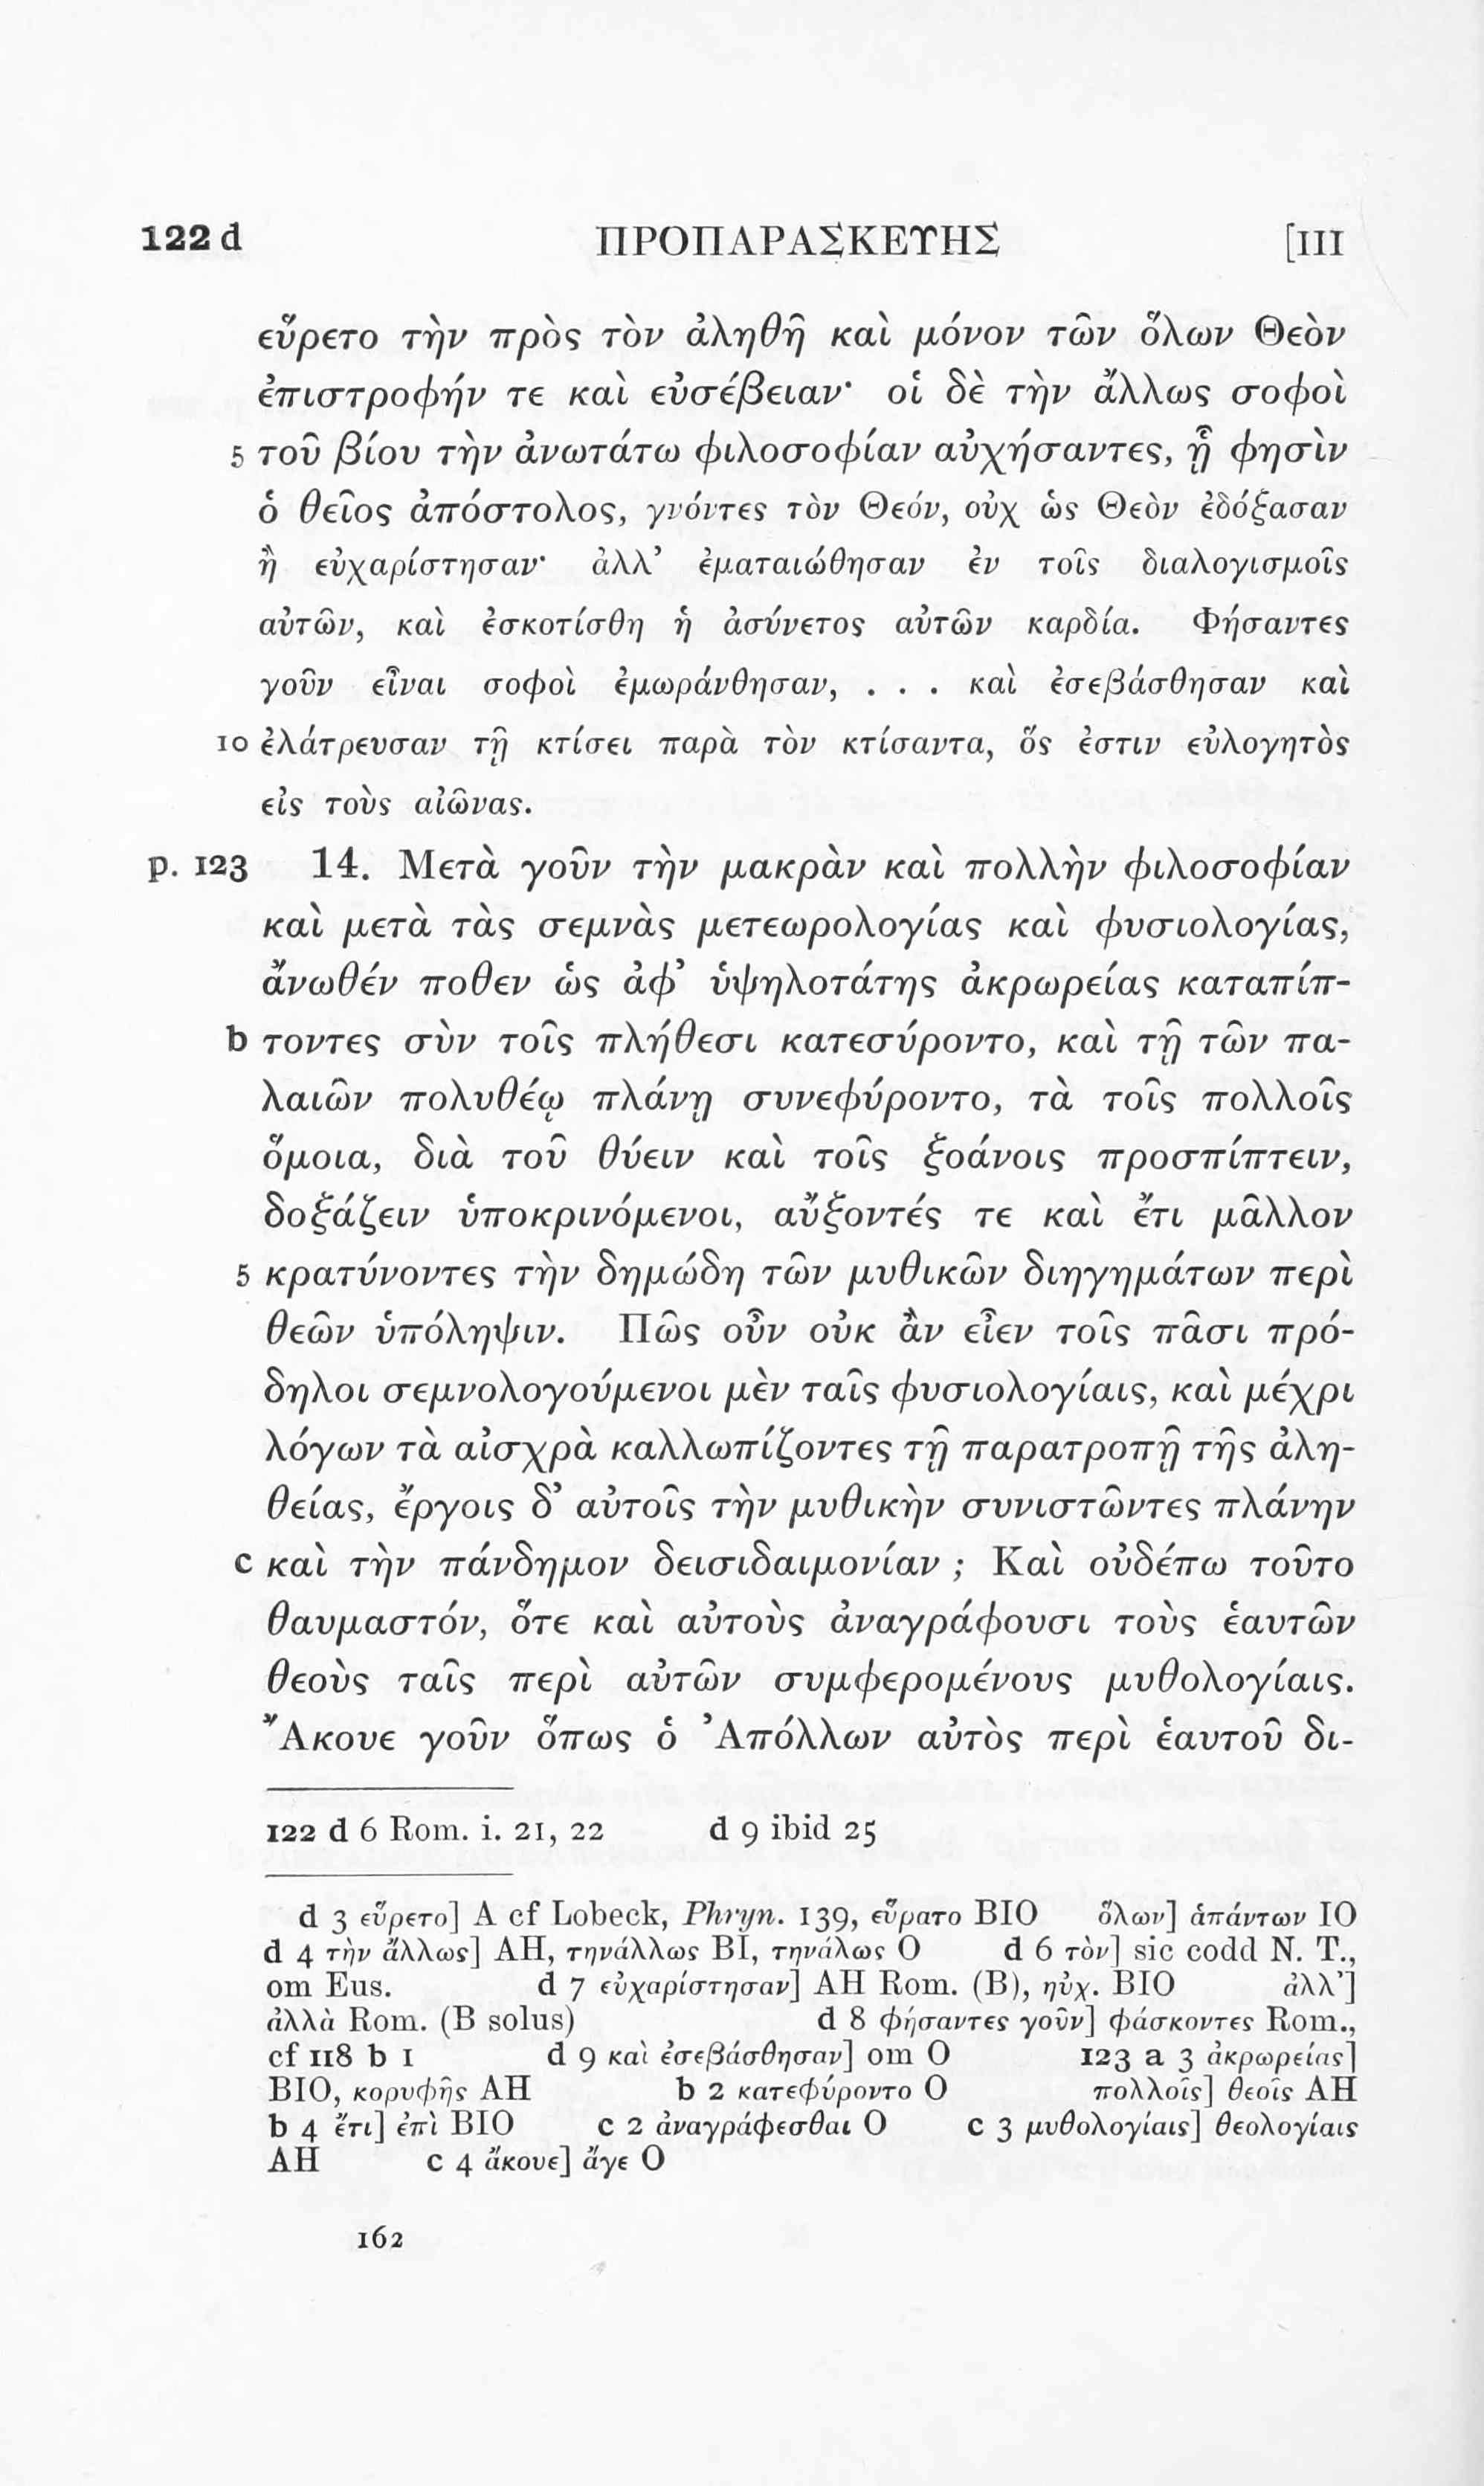 122 d ΠΡΟΠΑΡΑΣΚΕΥΗΣ [III
εὕρετο τὴν πρὸς τὸν ἀληθῆ καὶ μόνον τῶν ὅλων Θεὸν
ἐπιστροφήν τε καὶ εὐσέβειαν· οἱ δὲ τὴν ἄλλως σοφοὶ
5 τοῦ βίου τὴν ἀνωτάτω φιλοσοφίαν αὐχήσαντες, ᾗ φησὶν
ὁ θεῖος ἀπόστολος, γνόντες τὸν Θεόν, οὐχ ὡς Θεὸν ἐδόξασαν
ἢ εὐχαρίστησαν· ἀλλ’ ἐματαιώθησαν ἐν τοῖς διαλογισμοῖς
αὐτῶν, καὶ ἐσκοτίσθη ἡ ἀσύνετος αὐτῶν καρδία. Φήσαντες
γοῦν εἶναι σοφοὶ ἐμωράνθησαν, . . . καὶ ἐσεβάσθησαν καὶ
10 ἐλάτρευσαν τῇ κτίσει παρὰ τὸν κτίσαντα, ὅς ἐστιν εὐλογητὸς
εἰς τοὺς αἰῶνας.
p. 123 14. Μετὰ γοῦν τὴν μακρὰν καὶ πολλὴν φιλοσοφίαν
καὶ μετὰ τὰς σεμνὰς μετεωρολογίας καὶ φυσιολογίας,
ἄνωθέν ποθεν ὡς ἀφ’ ὑψηλοτάτης ἀκρωρείας καταπίπ-
b τοντες σὺν τοῖς πλήθεσι κατεσύροντο, καὶ τῇ τῶν πα-
λαιῶν πολυθέῳ πλάνῃ συνεφύροντο, τὰ τοῖς πολλοῖς
ὅμοια, διὰ τοῦ θύειν καὶ τοῖς ξοάνοις προσπίπτειν,
δοξάζειν ὑποκρινόμενοι, αὔξοντές τε καὶ ἔτι μᾶλλον
5 κρατύνοντες τὴν δημώδη τῶν μυθικῶν διηγημάτων περὶ
θεῶν ὑπόληψιν. Πῶς οὖν οὐκ ἂν εἶεν τοῖς πᾶσι πρό-
δηλοι σεμνολογούμενοι μὲν ταῖς φυσιολογίαις, καὶ μέχρι
λόγων τὰ αἰσχρὰ καλλωπίζοντες τῇ παρατροπῇ τῆς ἀλη-
θείας, ἔργοις δ’ αὐτοῖς τὴν μυθικὴν συνιστῶντες πλάνην
c καὶ τὴν πάνδημον δεισιδαιμονίαν ; Καὶ οὐδέπω τοῦτο
θαυμαστόν, ὅτε καὶ αὐτοὺς ἀναγράφουσι τοὺς ἑαυτῶν
θεοὺς ταῖς περὶ αὐτῶν συμφερομένους μυθολογίαις.
Ἄκουε γοῦν ὅπως ὁ Ἀπόλλων αὐτὸς περὶ ἑαυτοῦ δι-
122 d 6 Rom. i. 21, 22 d 9 ibid 25
d 3 εὕρετο] A cf Lobeck, Phryn. 139, εὕρατο BIO ὅλων] ἁπάντων IO
d 4 τὴν ἄλλως] AH, τηνάλλως BI, τηνάλως O d 6 τὸν] sic codd N. T.,
om Eus. d 7 εὐχαρίστησαν] AH Rom. (B), ηὐχ. BIO ἀλλ’]
ἀλλὰ Rom. (B solus) d 8 φήσαντες γοῦν] φάσκοντες Rom.,
cf 118 b 1 d 9 καὶ ἐσεβάσθησαν] om O 123 a 3 ἀκρωρείας]
BIO, κορυφῆς AH b 2 κατεφύροντο O πολλοῖς] θεοῖς AH
b 4 ἔτι] ἐπὶ BIO c 2 ἀναγράφεσθαι O c 3 μυθολογίαις] θεολογίαις
AH c 4 ἄκουε] ἄγε O
162